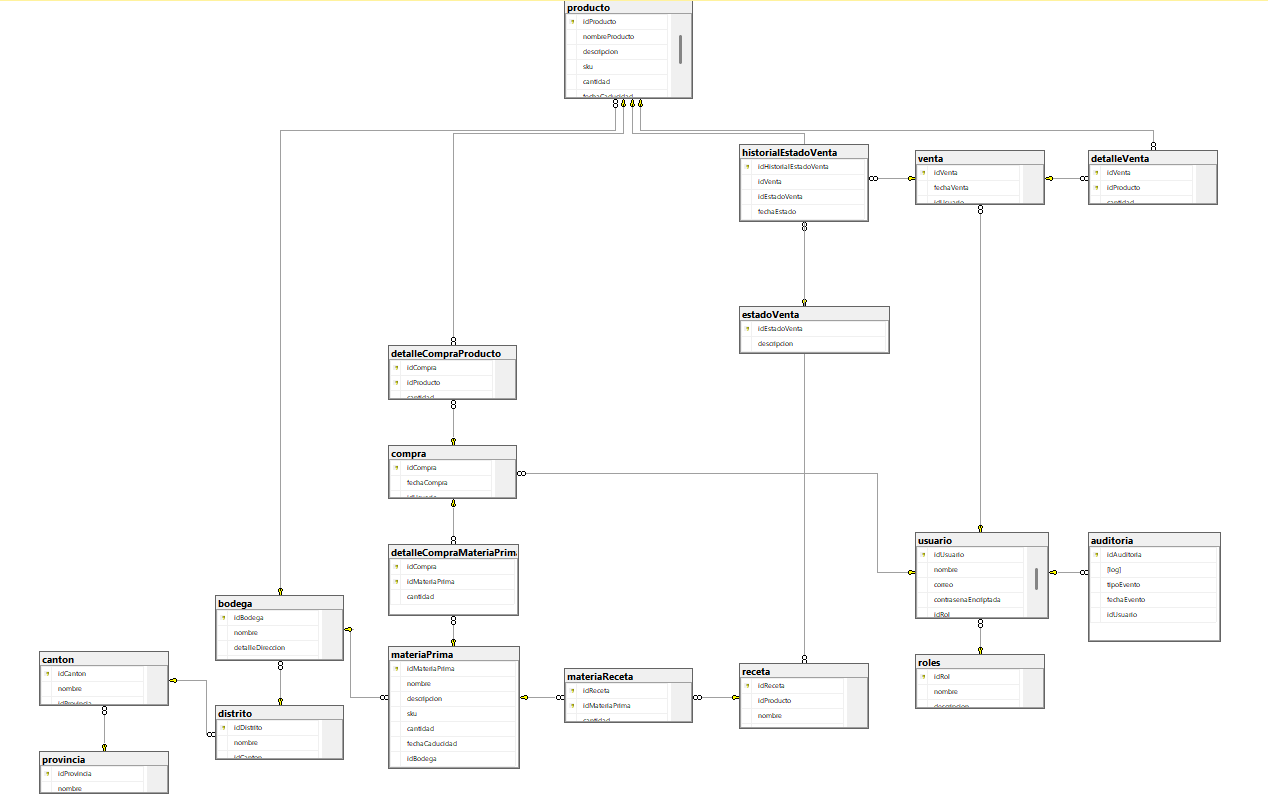 producto
idProducto
nombreProducto
descripcion
sku
cantidad
fechaCaducidad
historialEstadoVenta
idHistorialEstadoVenta
idVenta
idEstadoVenta
fechaEstado
venta
idVenta
fechaVenta
idUsuario
detalleVenta
idVenta
idProducto
cantidad
estadoVenta
idEstadoVenta
descripcion
detalleCompraProducto
idCompra
idProducto
cantidad
compra
idCompra
fechaCompra
idUsuario
detalleCompraMateriaPrima
idCompra
idMateriaPrima
cantidad
usuario
idUsuario
nombre
correo
contrasenaEncriptada
idRol
auditoria
idAuditoria
[log]
tipoEvento
fechaEvento
idUsuario
bodega
idBodega
nombre
detalleDireccion
canton
idCanton
nombre
idProvincia
materiaPrima
idMateriaPrima
nombre
descripcion
sku
cantidad
fechaCaducidad
idBodega
materiaReceta
idReceta
idMateriaPrima
cantidad
receta
idReceta
idProducto
nombre
roles
idRol
nombre
descripcion
distrito
idDistrito
nombre
idCanton
provincia
idProvincia
nombre